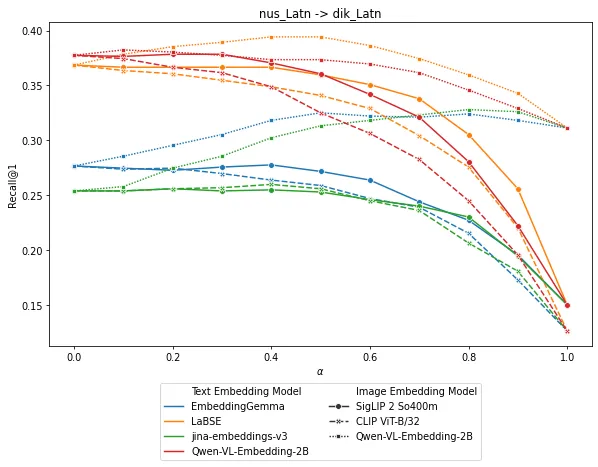 nus_Latn -> dik_Latn
Recall@1
0.40
0.35
0.30
0.25
0.20
0.15
0.0 0.2 0.4 0.6 0.8 1.0
α
Text Embedding Model
EmbeddingGemma
LaBSE
jina-embeddings-v3
Qwen-VL-Embedding-2B
Image Embedding Model
SigLIP 2 So400m
CLIP ViT-B/32
Qwen-VL-Embedding-2B